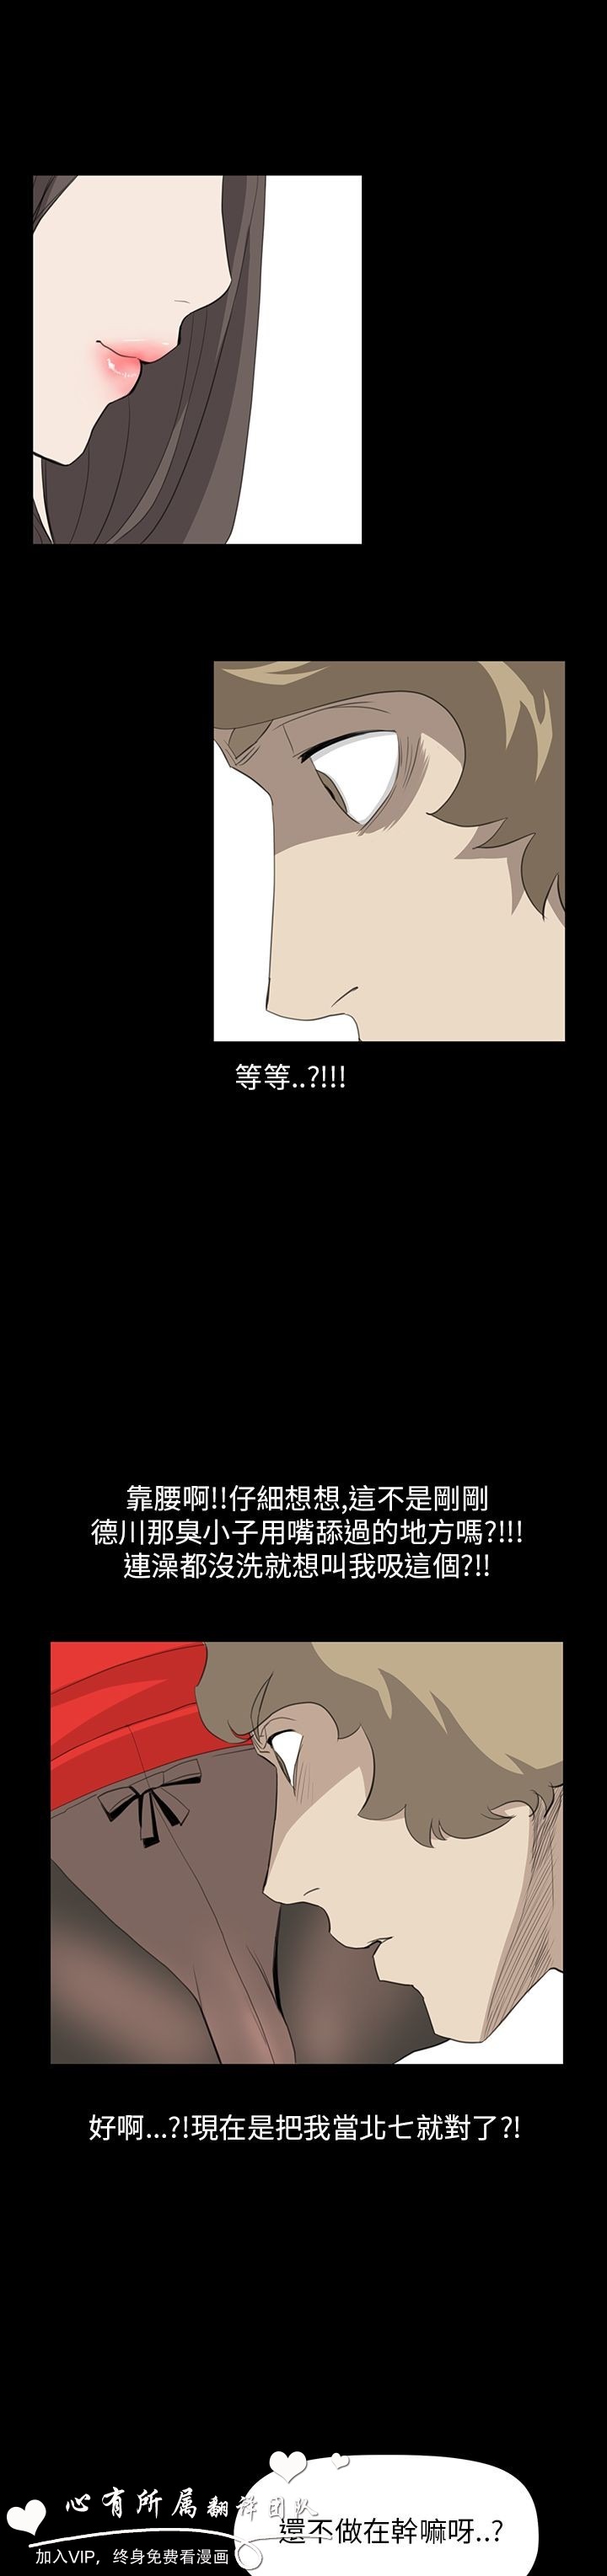 等等..?!!!
靠腰啊!!仔細想想,這不是剛剛
德川那臭小子用嘴舔過的地方嗎?!!!
連澡都沒洗就想叫我吸這個?!!
好啊...?!現在是把我當北七就對了?!
還不做在幹嘛呀..?
心有所属翻译团队
加入VIP，终身免费看漫画